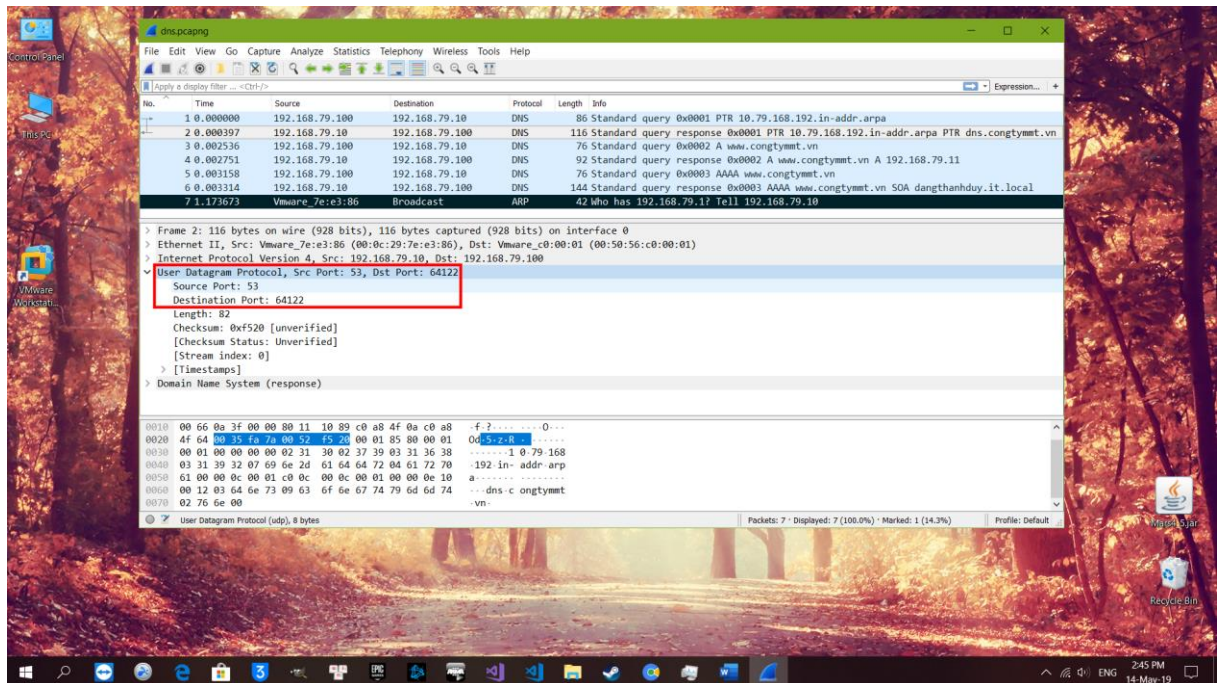 Control Panel
This PC
VMware
Workstati...
dns.pcapng
File Edit View Go Capture Analyze Statistics Telephony Wireless Tools Help
Apply a display filter ... <Ctrl-/>
Expression... +
No. Time Source Destination Protocol Length Info
1 0.000000 192.168.79.100 192.168.79.10 DNS 86 Standard query 0x0001 PTR 10.79.168.192.in-addr.arpa
2 0.000397 192.168.79.10 192.168.79.100 DNS 116 Standard query response 0x0001 PTR 10.79.168.192.in-addr.arpa PTR dns.congtymmt.vn
3 0.002536 192.168.79.100 192.168.79.10 DNS 76 Standard query 0x0002 A www.congtymmt.vn
4 0.002751 192.168.79.10 192.168.79.100 DNS 92 Standard query response 0x0002 A www.congtymmt.vn A 192.168.79.11
5 0.003158 192.168.79.100 192.168.79.10 DNS 76 Standard query 0x0003 AAAA www.congtymmt.vn
6 0.003314 192.168.79.10 192.168.79.100 DNS 144 Standard query response 0x0003 AAAA www.congtymmt.vn SOA dangthanhduy.it.local
7 1.173673 Vmware_7e:e3:86 Broadcast ARP 42 Who has 192.168.79.1? Tell 192.168.79.10
Frame 2: 116 bytes on wire (928 bits), 116 bytes captured (928 bits) on interface 0
Ethernet II, Src: Vmware_7e:e3:86 (00:0c:29:7e:e3:86), Dst: Vmware_c0:00:01 (00:50:56:c0:00:01)
Internet Protocol Version 4, Src: 192.168.79.10, Dst: 192.168.79.100
User Datagram Protocol, Src Port: 53, Dst Port: 64122
Source Port: 53
Destination Port: 64122
Length: 82
Checksum: 0xf520 [unverified]
[Checksum Status: Unverified]
[Stream index: 0]
[Timestamps]
Domain Name System (response)
0010 00 66 0a 3f 00 00 80 11 10 89 c0 a8 4f 0a c0 a8 ·f·?···· ····O···
0020 4f 64 00 35 fa 7a 00 52 f5 20 00 01 85 80 00 01 Od·5·z·R · ······
0030 00 01 00 00 00 00 02 31 30 02 37 39 03 31 36 38 ·······1 0·79·168
0040 03 31 39 32 07 69 6e 2d 61 64 64 72 04 61 72 70 ·192·in- addr·arp
0050 61 00 00 0c 00 01 c0 0c 00 0c 00 01 00 00 0e 10 a······· ········
0060 00 12 03 64 6e 73 09 63 6f 6e 67 74 79 6d 6d 74 ···dns·c ongtymmt
0070 02 76 6e 00 ·vn·
User Datagram Protocol (udp), 8 bytes
Packets: 7 · Displayed: 7 (100.0%) · Marked: 1 (14.3%)
Profile: Default
Mars4_5.jar
Recycle Bin
EPIC
ENG
2:45 PM
14-May-19